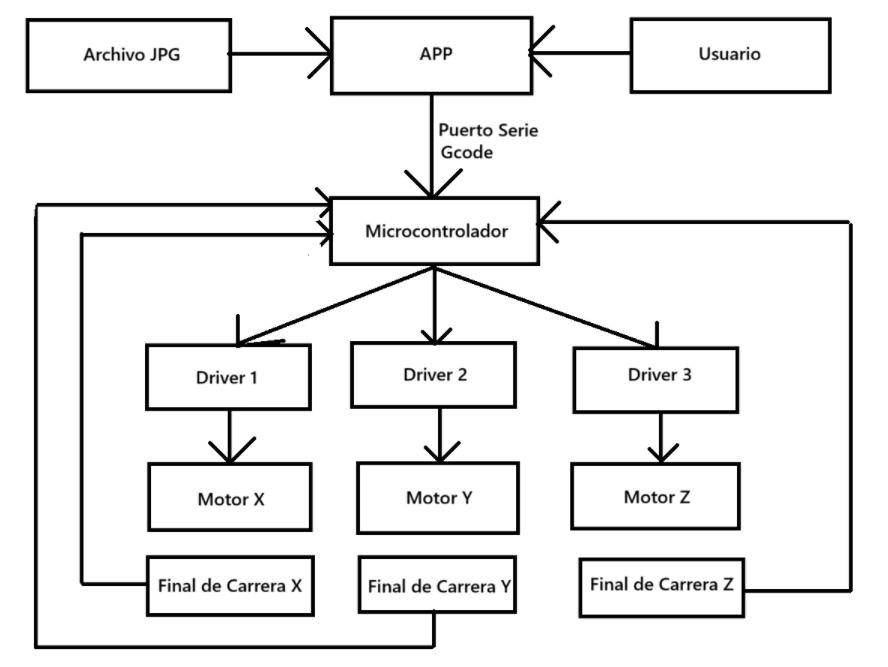 Archivo JPG
APP
Usuario
Puerto Serie
Gcode
Microcontrolador
Driver 1
Driver 2
Driver 3
Motor X
Motor Y
Motor Z
Final de Carrera X
Final de Carrera Y
Final de Carrera Z